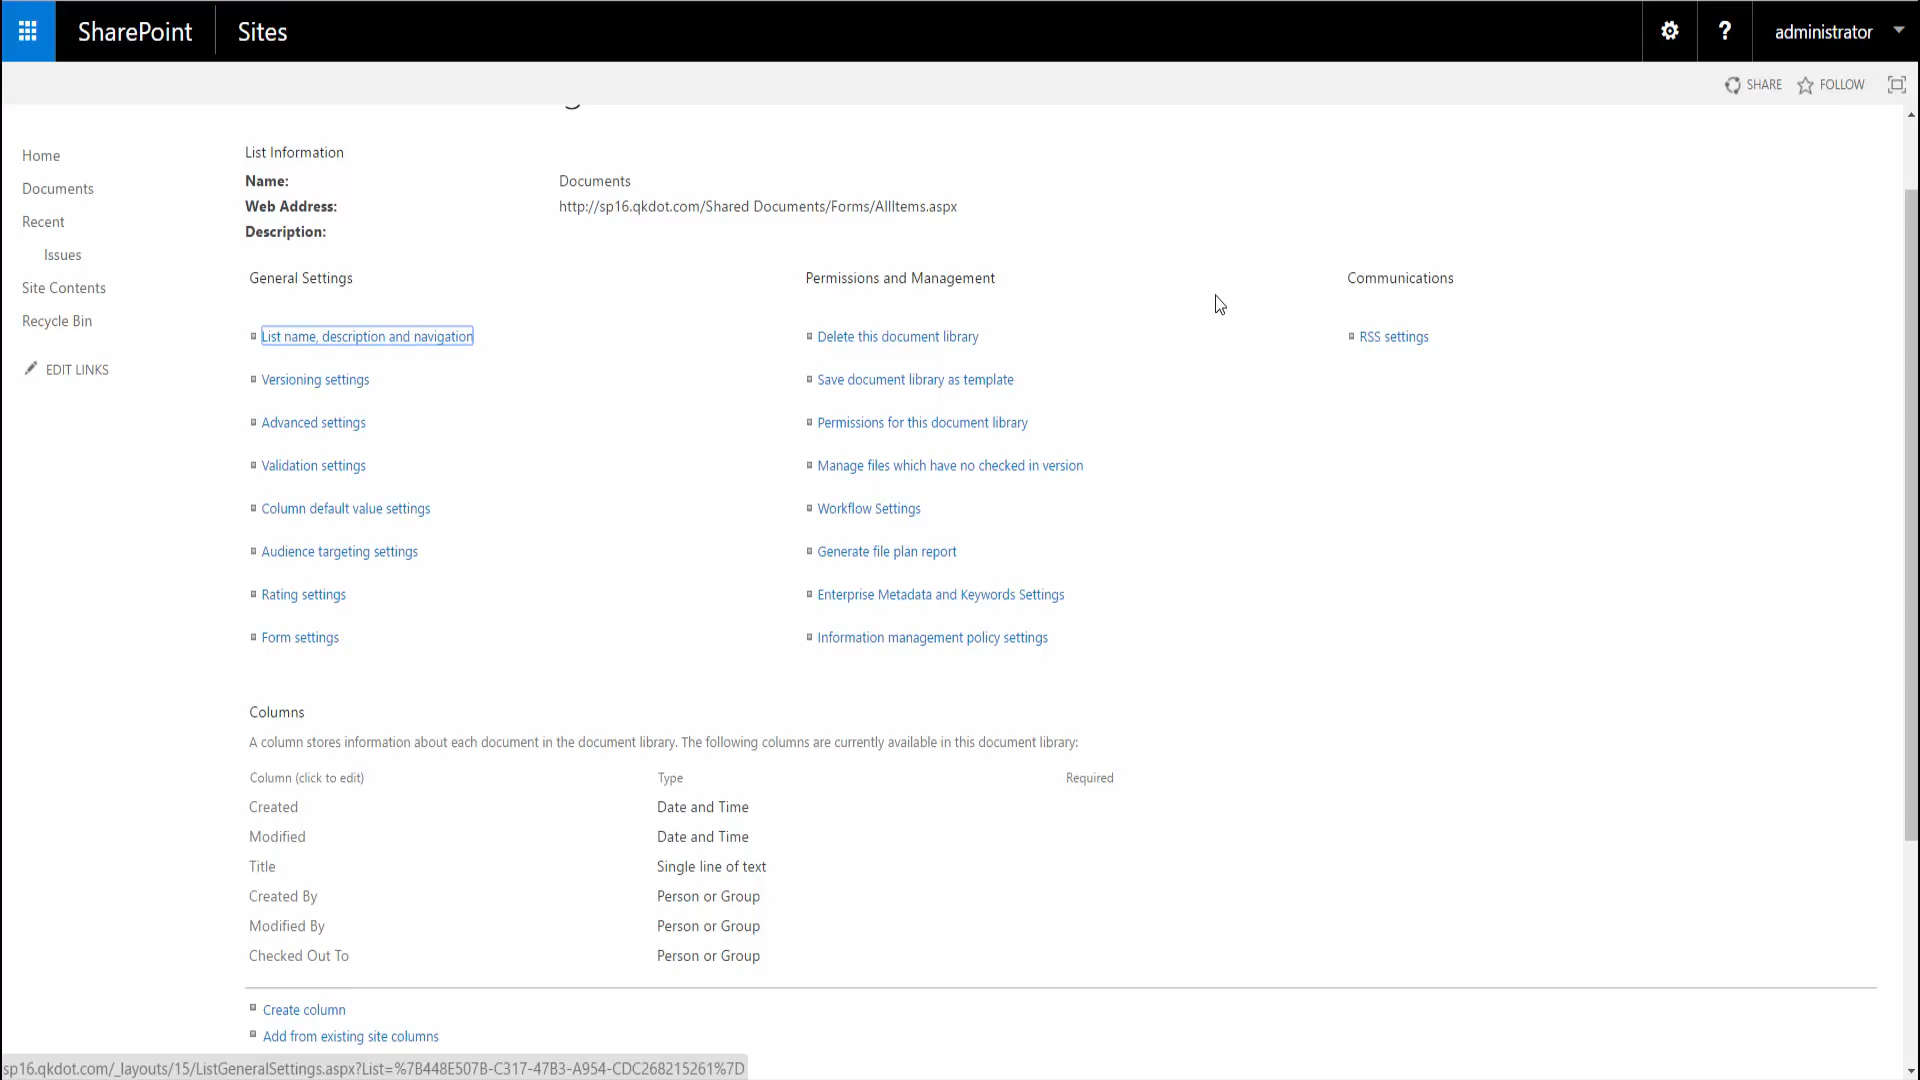 SharePoint
Sites
?
administrator
SHARE
FOLLOW
Home
Documents
Recent
Issues
Site Contents
Recycle Bin
EDIT LINKS
List Information
Name: Documents
Web Address: http://sp16.qkdot.com/Shared Documents/Forms/AllItems.aspx
Description:
General Settings
List name, description and navigation
Versioning settings
Advanced settings
Validation settings
Column default value settings
Audience targeting settings
Rating settings
Form settings
Permissions and Management
Delete this document library
Save document library as template
Permissions for this document library
Manage files which have no checked in version
Workflow Settings
Generate file plan report
Enterprise Metadata and Keywords Settings
Information management policy settings
Communications
RSS settings
Columns
A column stores information about each document in the document library. The following columns are currently available in this document library:
Column (click to edit) Type Required
Created Date and Time
Modified Date and Time
Title Single line of text
Created By Person or Group
Modified By Person or Group
Checked Out To Person or Group
Create column
Add from existing site columns
sp16.qkdot.com/_layouts/15/ListGeneralSettings.aspx?List=%7B448E507B-C317-47B3-A954-CDC268215261%7D